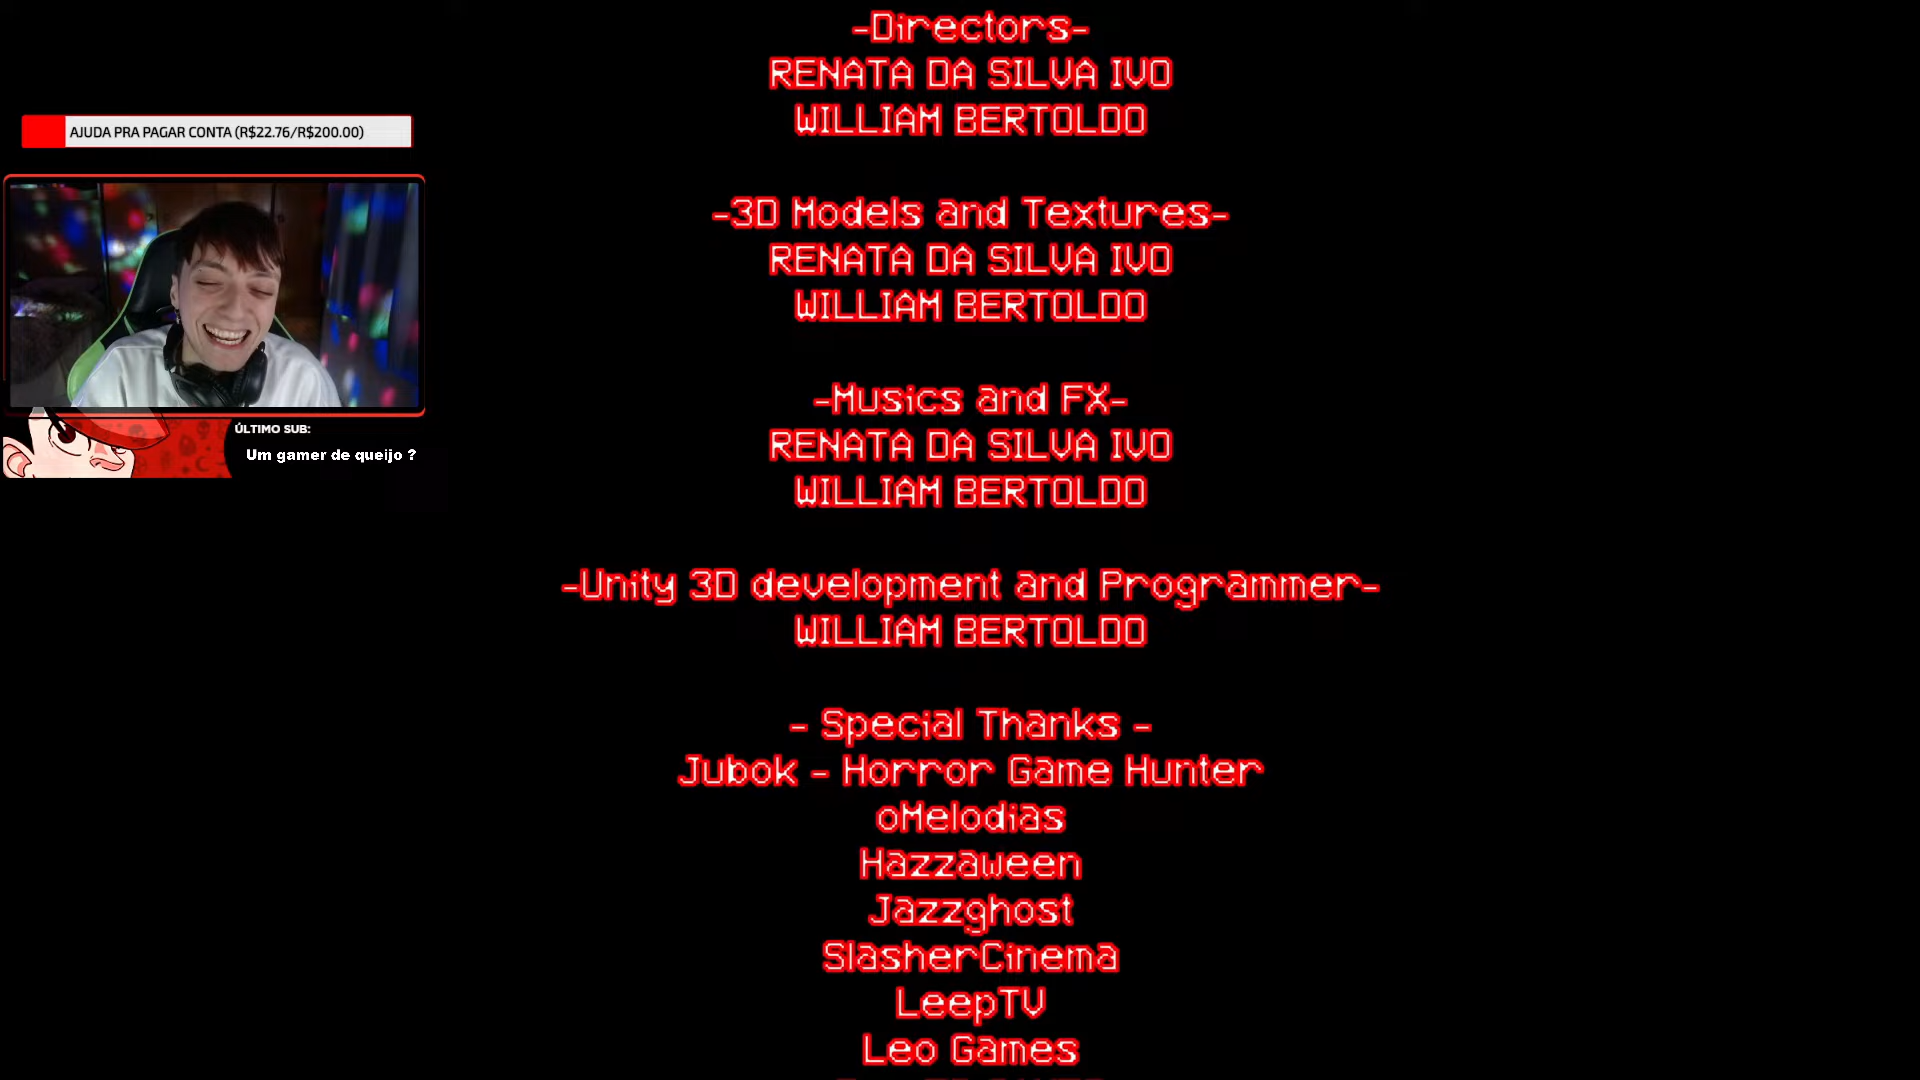 AJUDA PRA PAGAR CONTA (R$22.76/R$200.00)
ÚLTIMO SUB:
Um gamer de queijo ?
-Directors-
RENATA DA SILVA IVO
WILLIAM BERTOLDO
-3D Models and Textures-
RENATA DA SILVA IVO
WILLIAM BERTOLDO
-Musics and FX-
RENATA DA SILVA IVO
WILLIAM BERTOLDO
-Unity 3D development and Programmer-
WILLIAM BERTOLDO
- Special Thanks -
Jubok - Horror Game Hunter
oMelodias
Hazzaween
Jazzghost
SlasherCinema
LeepTV
Leo Games